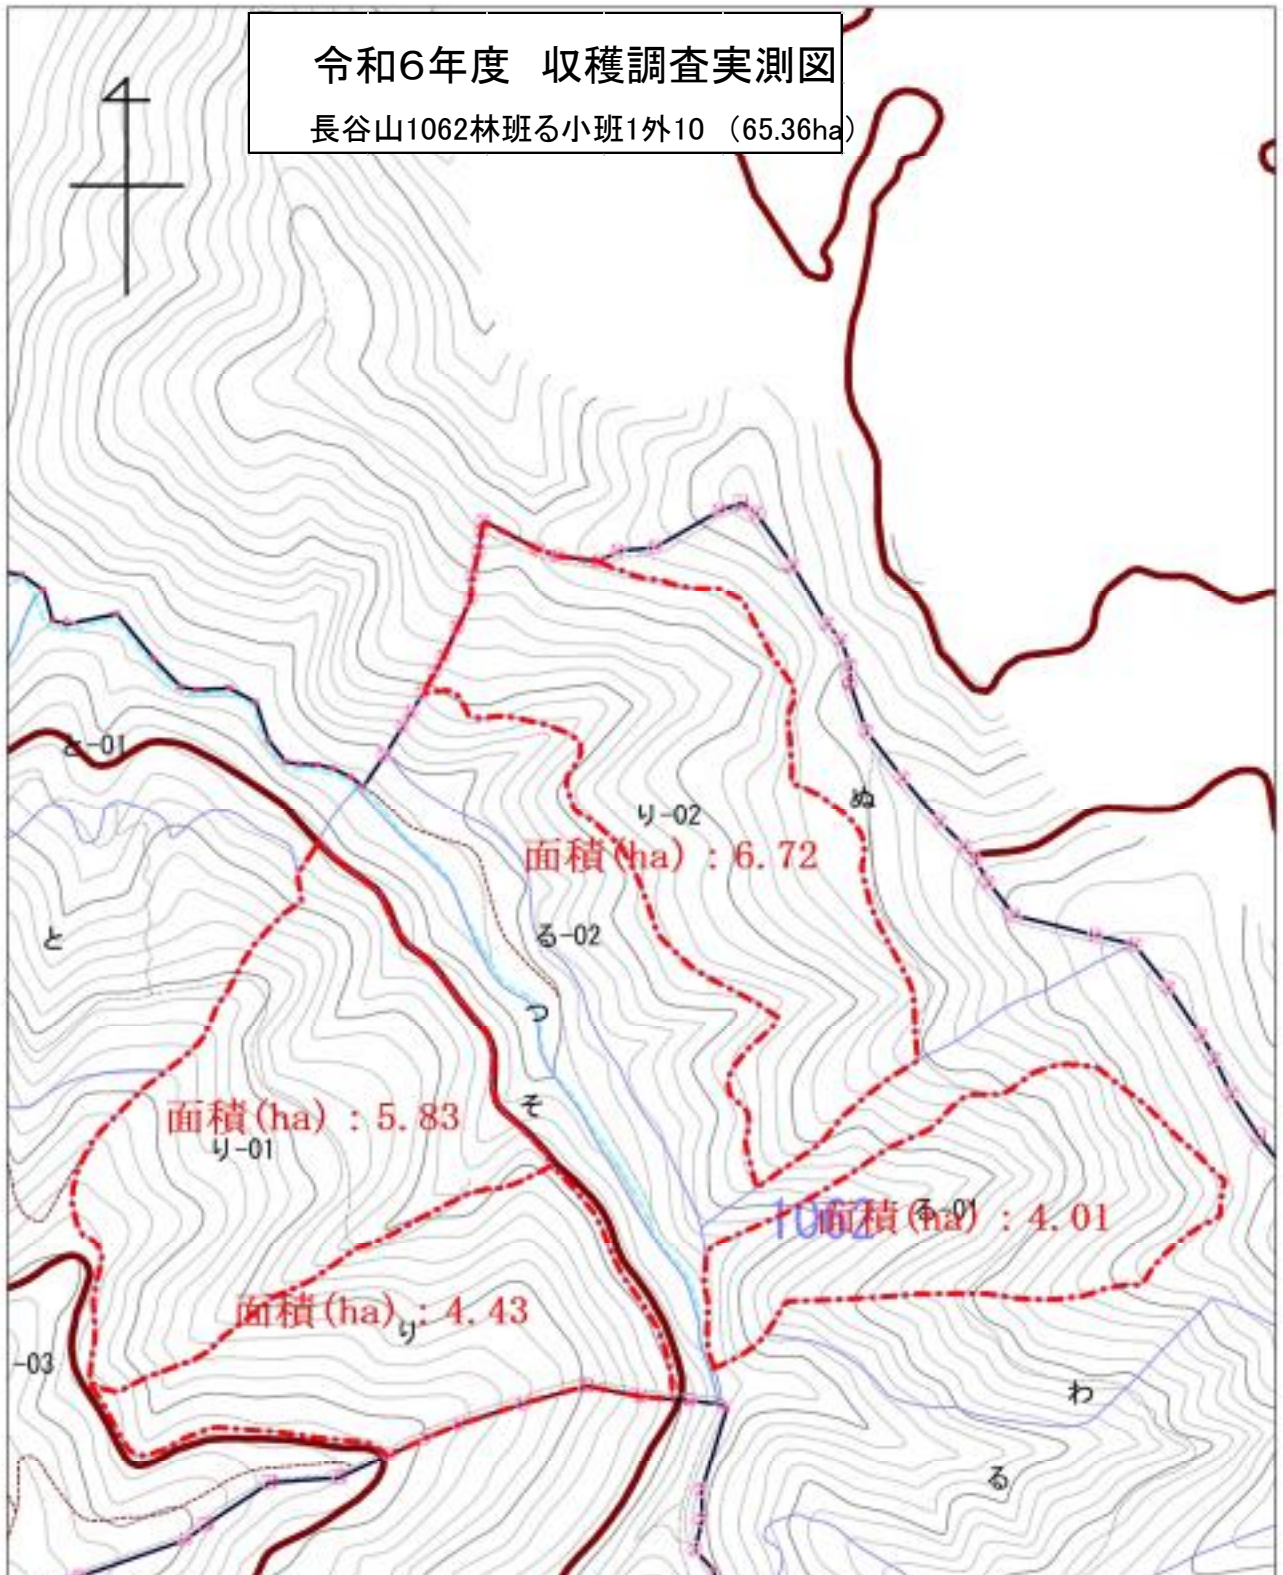 令和6年度　収穫調査実測図
長谷山1062林班る小班1外10　（65.36ha）
と-01
ぬ
り-02
面積(ha) : 6.72
と
る-02
つ
そ
面積(ha) : 5.83
り-01
1062
る-01
面積(ha) : 4.01
面積(ha) : 4.43
り
-03
わ
る